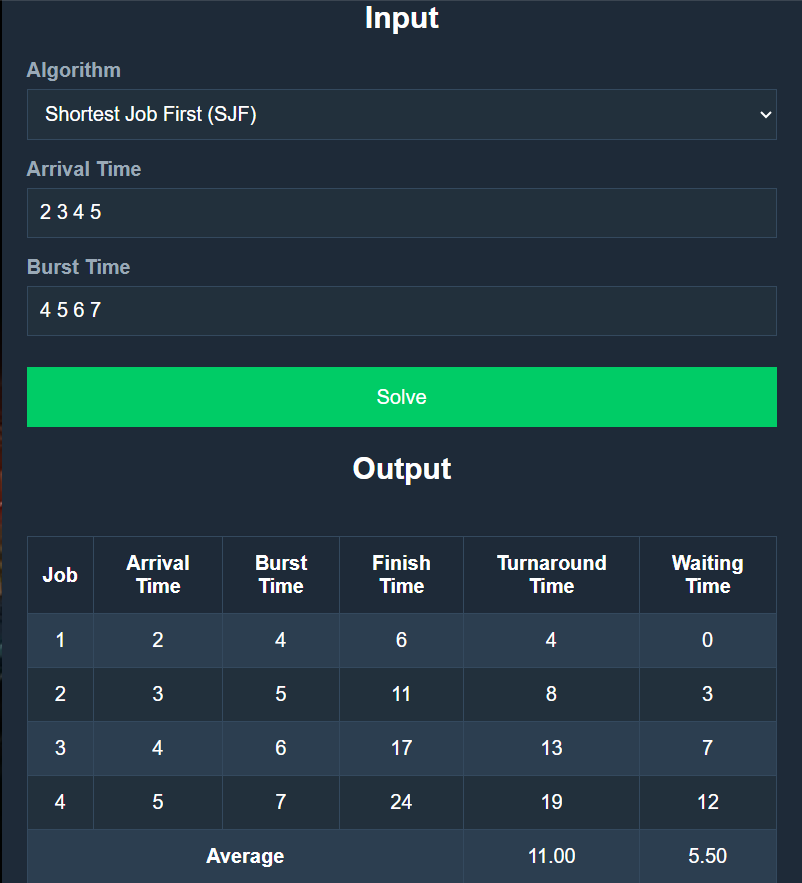 Input
Algorithm
Shortest Job First (SJF)
Arrival Time
2 3 4 5
Burst Time
4 5 6 7
Solve
Output
Job Arrival Time Burst Time Finish Time Turnaround Time Waiting Time
1 2 4 6 4 0
2 3 5 11 8 3
3 4 6 17 13 7
4 5 7 24 19 12
Average 11.00 5.50